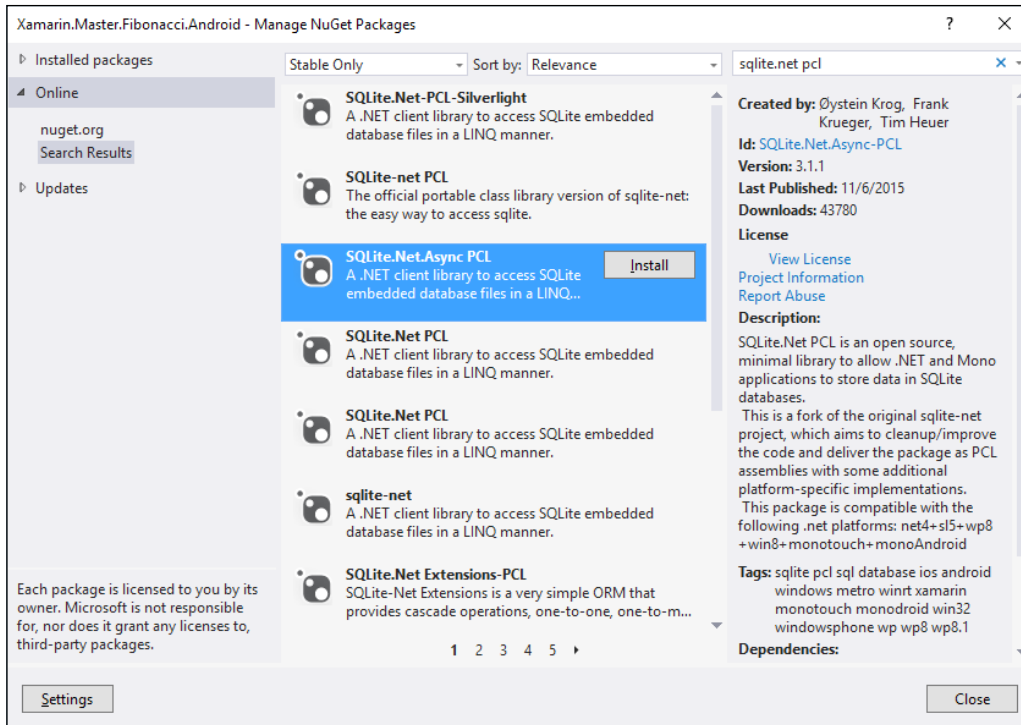 Xamarin.Master.Fibonacci.Android - Manage NuGet Packages
?
Installed packages
Online
nuget.org
Search Results
Updates
Each package is licensed to you by its
owner. Microsoft is not responsible
for, nor does it grant any licenses to,
third-party packages.
Settings
Stable Only
Sort by:
Relevance
SQLite.Net-PCL-Silverlight
A .NET client library to access SQLite embedded
database files in a LINQ manner.
SQLite-net PCL
The official portable class library version of sqlite-net:
the easy way to access sqlite.
SQLite.Net.Async PCL
A .NET client library to access SQLite
embedded database files in a LINQ...
Install
SQLite.Net PCL
A .NET client library to access SQLite embedded
database files in a LINQ manner.
SQLite.Net PCL
A .NET client library to access SQLite embedded
database files in a LINQ manner.
sqlite-net
A .NET client library to access SQLite embedded
database files in a LINQ manner.
SQLite.Net Extensions-PCL
SQLite-Net Extensions is a very simple ORM that
provides cascade operations, one-to-one, one-to-m...
1 2 3 4 5
sqlite.net pcl
Created by: Øystein Krog, Frank
Krueger, Tim Heuer
Id: SQLite.Net.Async-PCL
Version: 3.1.1
Last Published: 11/6/2015
Downloads: 43780
License
View License
Project Information
Report Abuse
Description:
SQLite.Net PCL is an open source,
minimal library to allow .NET and Mono
applications to store data in SQLite
databases.
This is a fork of the original sqlite-net
project, which aims to cleanup/improve
the code and deliver the package as PCL
assemblies with some additional
platform-specific implementations.
This package is compatible with the
following .net platforms: net4+sl5+wp8
+win8+monotouch+monoAndroid
Tags: sqlite pcl sql database ios android
windows metro winrt xamarin
monotouch monodroid win32
windowsphone wp wp8 wp8.1
Dependencies:
Close